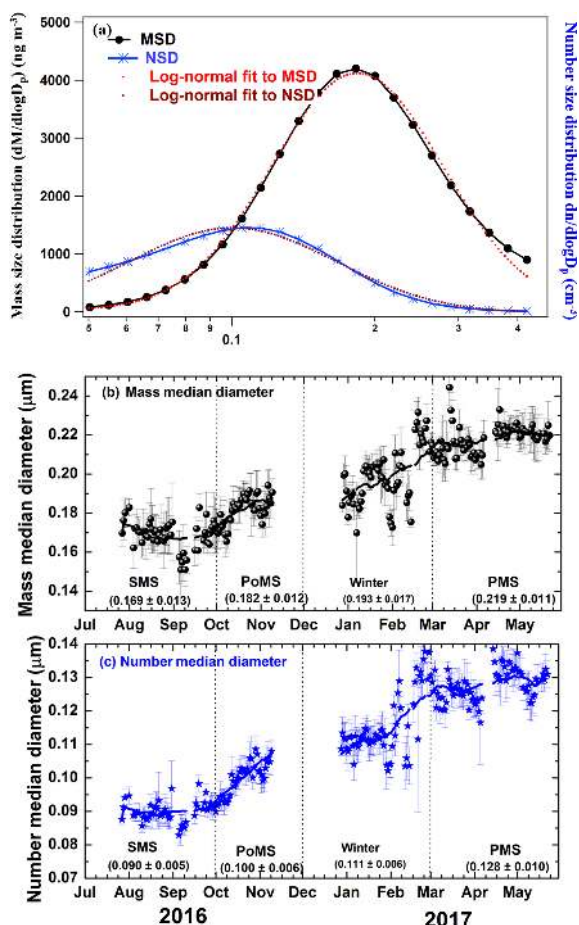 (a)
MSD
NSD
Log-normal fit to MSD
Log-normal fit to NSD
Mass size distribution (dM/dlogDp) (ng m-3)
Number size distribution dn/dlogDp (cm-3)
5000
4000
3000
2000
1000
0
5 6 7 8 9 0.1 2 3 4
(b) Mass median diameter
Mass median diameter (μm)
0.24
0.22
0.20
0.18
0.16
0.14
SMS PoMS Winter PMS
(0.169 ± 0.013) (0.182 ± 0.012) (0.193 ± 0.017) (0.219 ± 0.011)
Jul Aug Sep Oct Nov Dec Jan Feb Mar Apr May
(c) Number median diameter
Number median diameter (μm)
0.14
0.13
0.12
0.11
0.10
0.09
0.08
0.07
SMS PoMS Winter PMS
(0.090 ± 0.005) (0.100 ± 0.006) (0.111 ± 0.006) (0.128 ± 0.010)
Jul Aug Sep Oct Nov Dec Jan Feb Mar Apr May
2016 2017